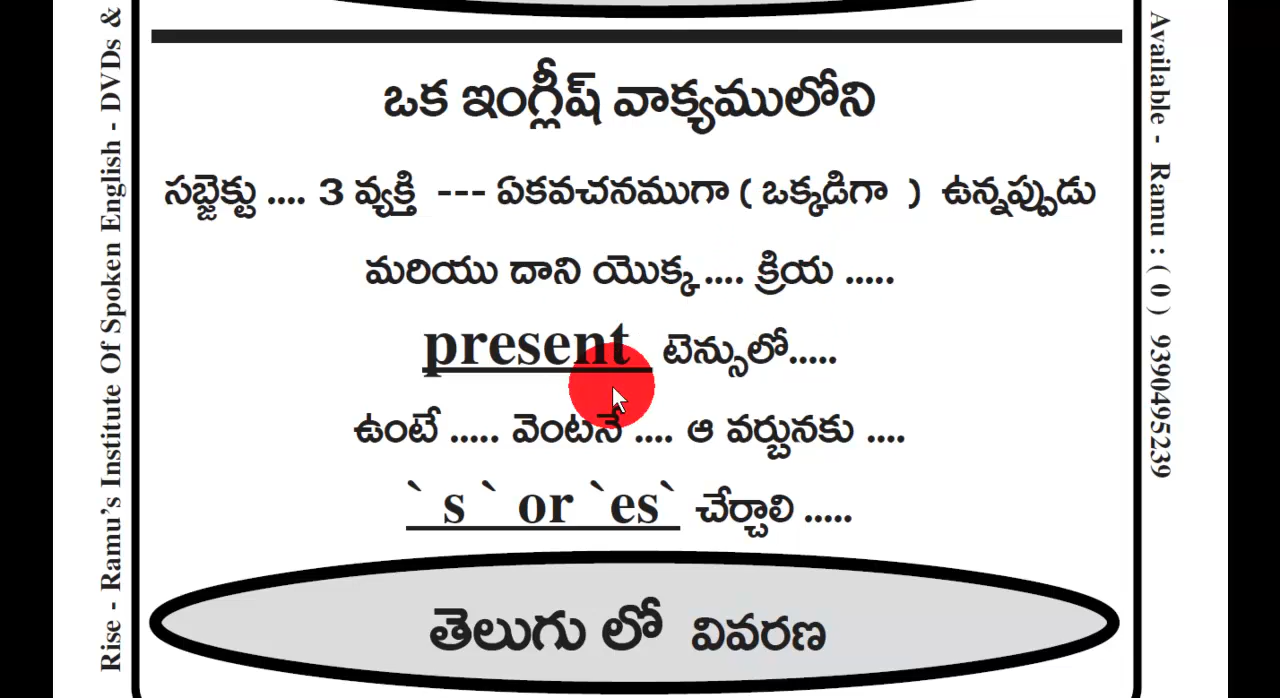 Rise - Ramu's Institute Of Spoken English - DVDs &
ఒక ఇంగ్లీష్ వాక్యములోని
సబ్జెక్టు .... 3 వ్యక్తి --- ఏకవచనముగా ( ఒక్కడిగా ) ఉన్నప్పుడు
మరియు దాని యొక్క .... క్రియ .....
present టెన్సులో.....
ఉంటే ..... వెంటనే .... ఆ వర్బునకు ....
` s ` or `es` చేర్చాలి .....
తెలుగు లో వివరణ
Available - Ramu : ( 0 ) 9390495239